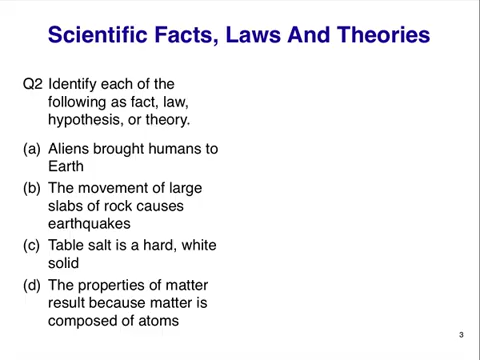 Scientific Facts, Laws And Theories
Q2 Identify each of the
following as fact, law,
hypothesis, or theory.
(a) Aliens brought humans to
Earth
(b) The movement of large
slabs of rock causes
earthquakes
(c) Table salt is a hard, white
solid
(d) The properties of matter
result because matter is
composed of atoms
3